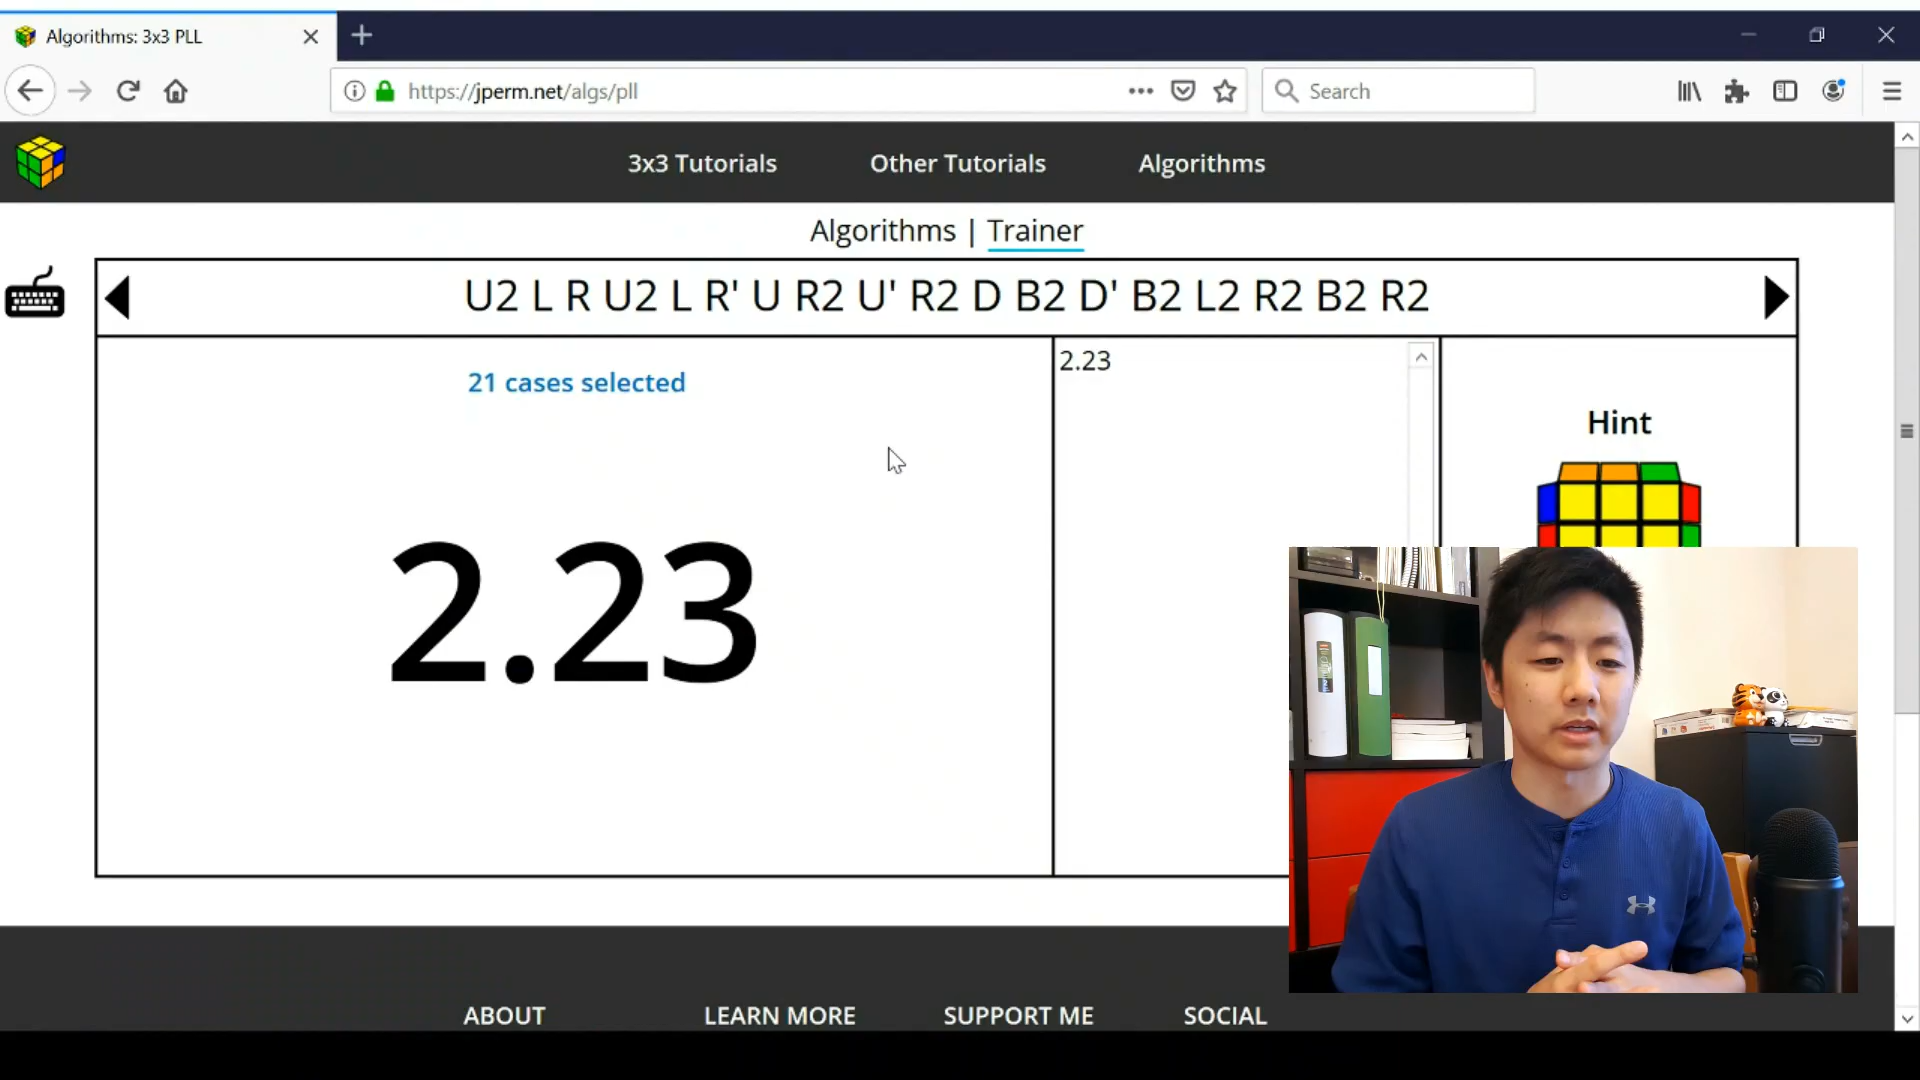 Algorithms: 3x3 PLL
https://jperm.net/algs/pll
Search
3x3 Tutorials
Other Tutorials
Algorithms
Algorithms | Trainer
U2 L R U2 L R' U R2 U' R2 D B2 D' B2 L2 R2 B2 R2
21 cases selected
2.23
2.23
Hint
ABOUT
LEARN MORE
SUPPORT ME
SOCIAL